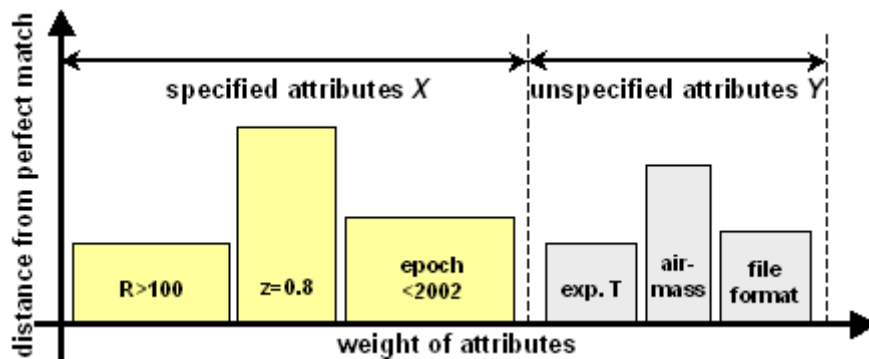 distance from perfect match
specified attributes X
unspecified attributes Y
R>100
z=0.8
epoch
<2002
exp. T
air-
mass
file
format
weight of attributes